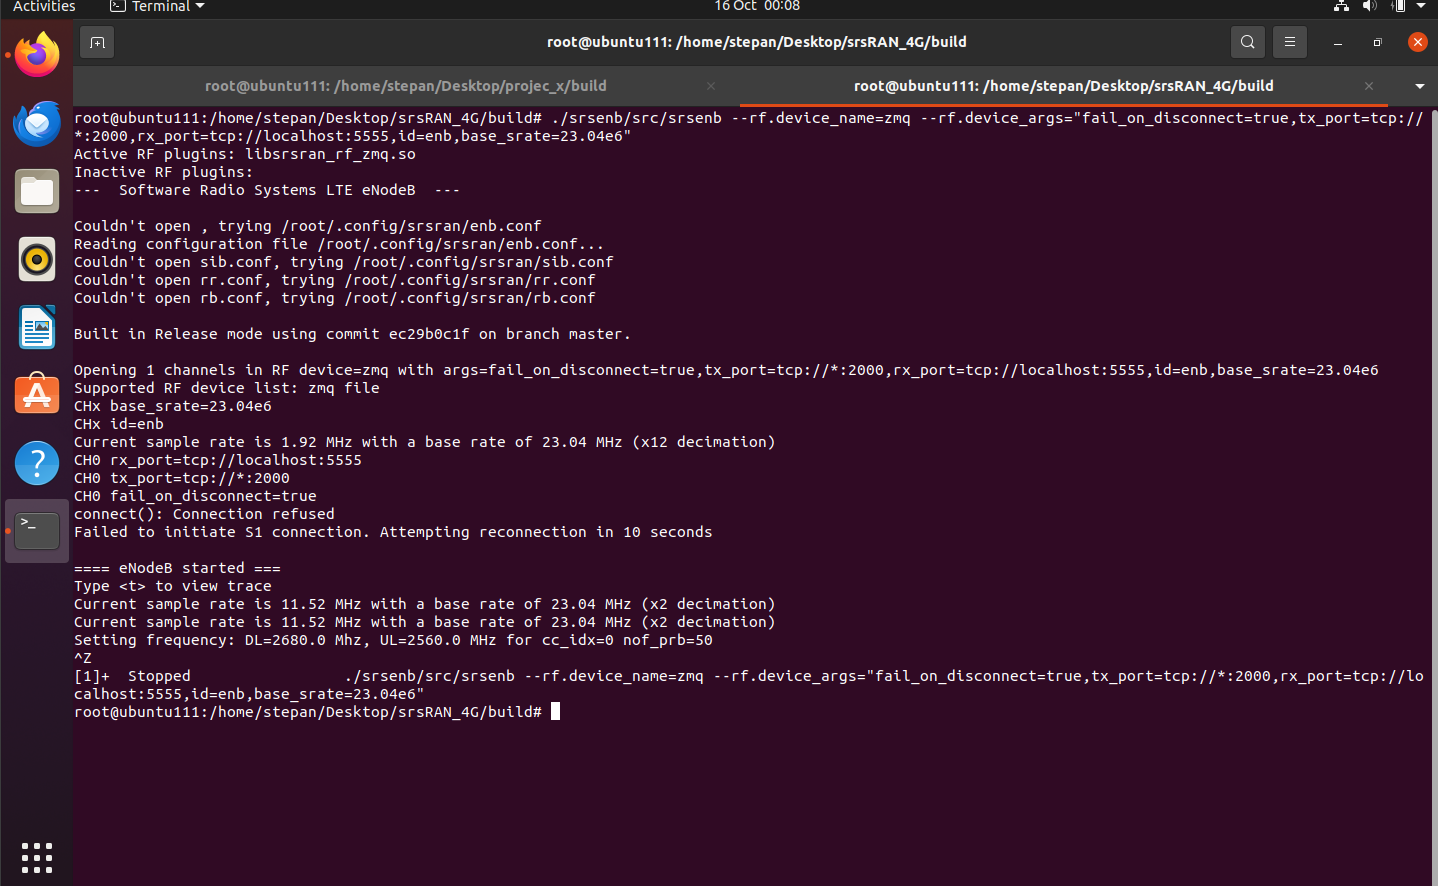 Activities
Terminal
16 Oct 00:08
root@ubuntu111: /home/stepan/Desktop/srsRAN_4G/build
root@ubuntu111: /home/stepan/Desktop/projec_x/build
root@ubuntu111: /home/stepan/Desktop/srsRAN_4G/build
root@ubuntu111:/home/stepan/Desktop/srsRAN_4G/build# ./srsenb/src/srsenb --rf.device_name=zmq --rf.device_args="fail_on_disconnect=true,tx_port=tcp://
*:2000,rx_port=tcp://localhost:5555,id=enb,base_srate=23.04e6"
Active RF plugins: libsrsran_rf_zmq.so
Inactive RF plugins:
---  Software Radio Systems LTE eNodeB  ---
Couldn't open , trying /root/.config/srsran/enb.conf
Reading configuration file /root/.config/srsran/enb.conf...
Couldn't open sib.conf, trying /root/.config/srsran/sib.conf
Couldn't open rr.conf, trying /root/.config/srsran/rr.conf
Couldn't open rb.conf, trying /root/.config/srsran/rb.conf
Built in Release mode using commit ec29b0c1f on branch master.
Opening 1 channels in RF device=zmq with args=fail_on_disconnect=true,tx_port=tcp://*:2000,rx_port=tcp://localhost:5555,id=enb,base_srate=23.04e6
Supported RF device list: zmq file
CHx base_srate=23.04e6
CHx id=enb
Current sample rate is 1.92 MHz with a base rate of 23.04 MHz (x12 decimation)
CH0 rx_port=tcp://localhost:5555
CH0 tx_port=tcp://*:2000
CH0 fail_on_disconnect=true
connect(): Connection refused
Failed to initiate S1 connection. Attempting reconnection in 10 seconds
==== eNodeB started ===
Type <t> to view trace
Current sample rate is 11.52 MHz with a base rate of 23.04 MHz (x2 decimation)
Current sample rate is 11.52 MHz with a base rate of 23.04 MHz (x2 decimation)
Setting frequency: DL=2680.0 Mhz, UL=2560.0 MHz for cc_idx=0 nof_prb=50
^Z
[1]+  Stopped                 ./srsenb/src/srsenb --rf.device_name=zmq --rf.device_args="fail_on_disconnect=true,tx_port=tcp://*:2000,rx_port=tcp://lo
calhost:5555,id=enb,base_srate=23.04e6"
root@ubuntu111:/home/stepan/Desktop/srsRAN_4G/build#